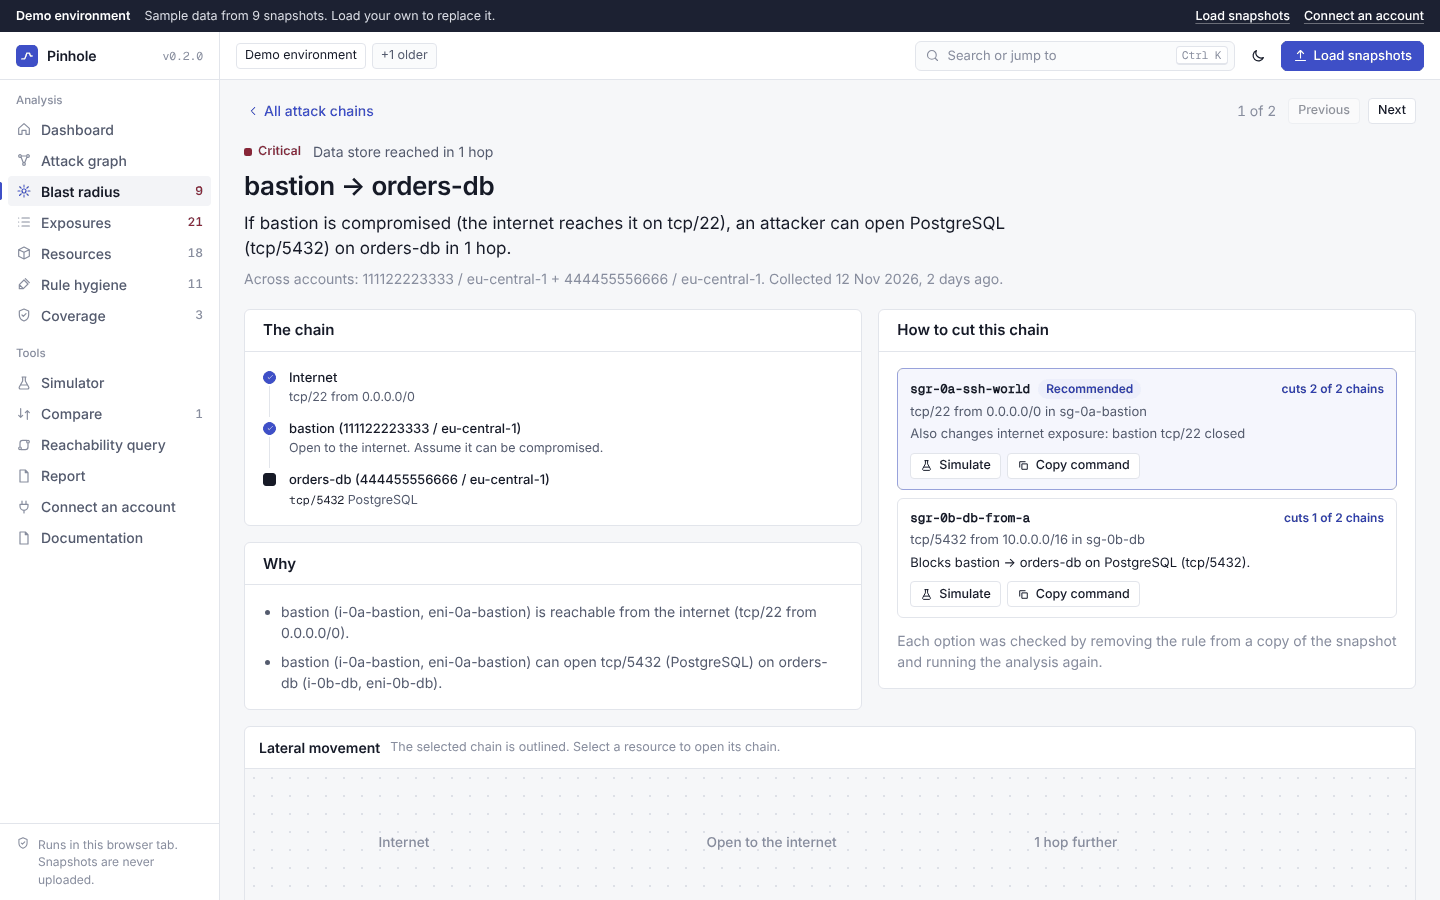 Demo environment Sample data from 9 snapshots. Load your own to replace it. Load snapshots Connect an account
Pinhole v0.2.0
Demo environment +1 older Search or jump to Ctrl K Load snapshots
Analysis
Dashboard
Attack graph
Blast radius 9
Exposures 21
Resources 18
Rule hygiene 11
Coverage 3
Tools
Simulator
Compare 1
Reachability query
Report
Connect an account
Documentation
Runs in this browser tab.
Snapshots are never
uploaded.
All attack chains 1 of 2 Previous Next
Critical Data store reached in 1 hop
bastion → orders-db
If bastion is compromised (the internet reaches it on tcp/22), an attacker can open PostgreSQL
(tcp/5432) on orders-db in 1 hop.
Across accounts: 111122223333 / eu-central-1 + 444455556666 / eu-central-1. Collected 12 Nov 2026, 2 days ago.
The chain
Internet
tcp/22 from 0.0.0.0/0
bastion (111122223333 / eu-central-1)
Open to the internet. Assume it can be compromised.
orders-db (444455556666 / eu-central-1)
tcp/5432 PostgreSQL
Why
• bastion (i-0a-bastion, eni-0a-bastion) is reachable from the internet (tcp/22 from
0.0.0.0/0).
• bastion (i-0a-bastion, eni-0a-bastion) can open tcp/5432 (PostgreSQL) on orders-
db (i-0b-db, eni-0b-db).
How to cut this chain
sgr-0a-ssh-world Recommended cuts 2 of 2 chains
tcp/22 from 0.0.0.0/0 in sg-0a-bastion
Also changes internet exposure: bastion tcp/22 closed
Simulate Copy command
sgr-0b-db-from-a cuts 1 of 2 chains
tcp/5432 from 10.0.0.0/16 in sg-0b-db
Blocks bastion → orders-db on PostgreSQL (tcp/5432).
Simulate Copy command
Each option was checked by removing the rule from a copy of the snapshot
and running the analysis again.
Lateral movement The selected chain is outlined. Select a resource to open its chain.
Internet Open to the internet 1 hop further